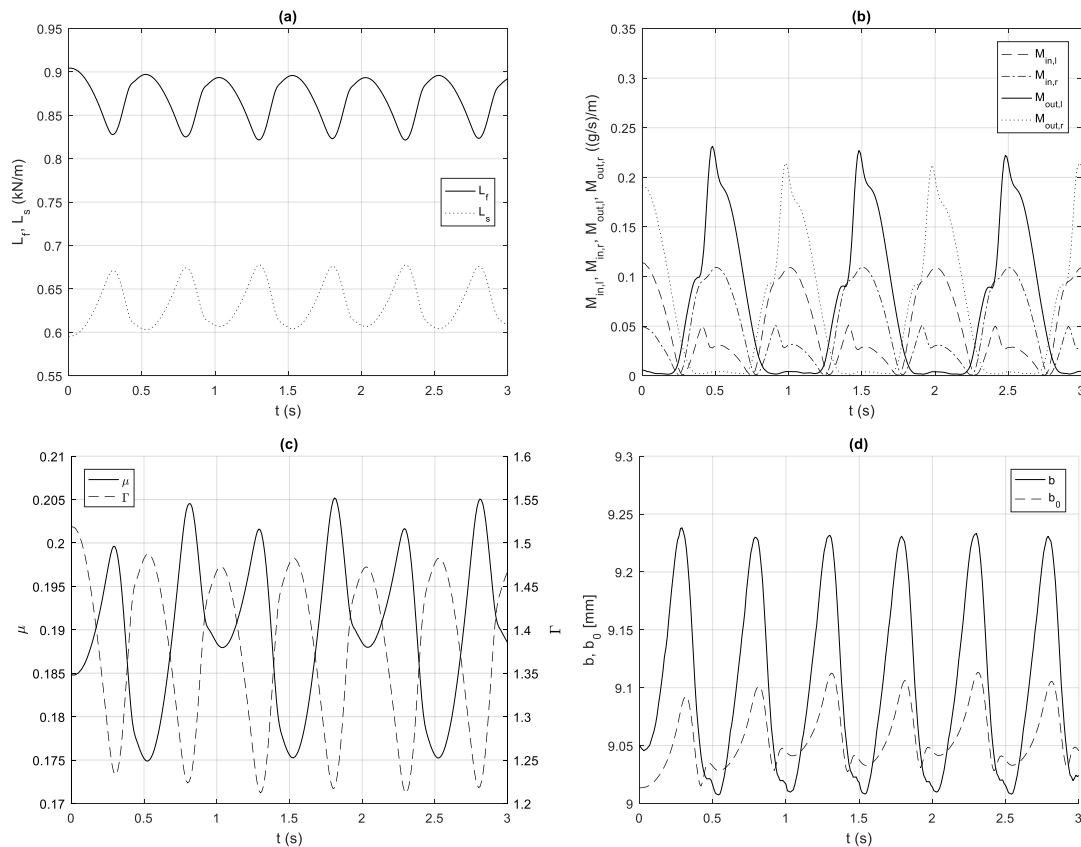 (a)
0.95
0.9
0.85
0.8
0.75
0.7
0.65
0.6
0.55
L_f, L_s (kN/m)
L_f
L_s
0 0.5 1 1.5 2 2.5 3
t (s)
(b)
0.35
0.3
0.25
0.2
0.15
0.1
0.05
0
M_in,l, M_in,r, M_out,l, M_out,r ((g/s)/m)
M_in,l
M_in,r
M_out,l
M_out,r
0 0.5 1 1.5 2 2.5 3
t (s)
(c)
0.21
0.205
0.2
0.195
0.19
0.185
0.18
0.175
0.17
μ
μ
Γ
1.6
1.55
1.5
1.45
1.4
1.35
1.3
1.25
1.2
Γ
0 0.5 1 1.5 2 2.5 3
t (s)
(d)
9.3
9.25
9.2
9.15
9.1
9.05
9
b, b_0 [mm]
b
b_0
0 0.5 1 1.5 2 2.5 3
t (s)